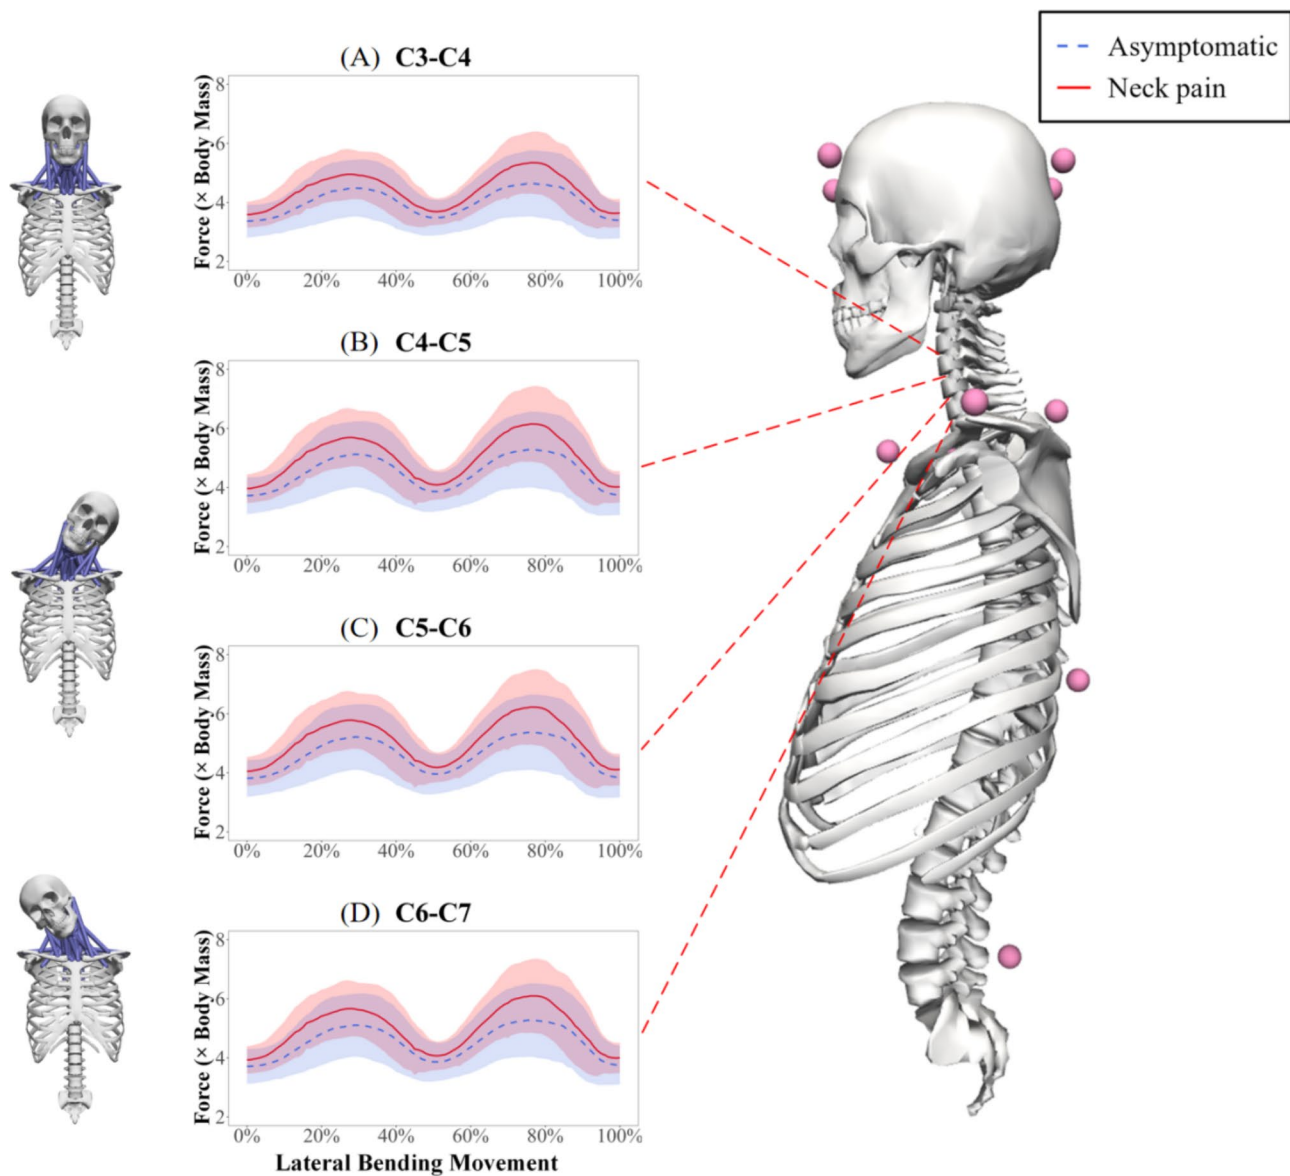 Asymptomatic
Neck pain
(A) C3-C4
Force (× Body Mass)
8
6
4
2
0% 20% 40% 60% 80% 100%
(B) C4-C5
Force (× Body Mass)
8
6
4
2
0% 20% 40% 60% 80% 100%
(C) C5-C6
Force (× Body Mass)
8
6
4
2
0% 20% 40% 60% 80% 100%
(D) C6-C7
Force (× Body Mass)
8
6
4
2
0% 20% 40% 60% 80% 100%
Lateral Bending Movement